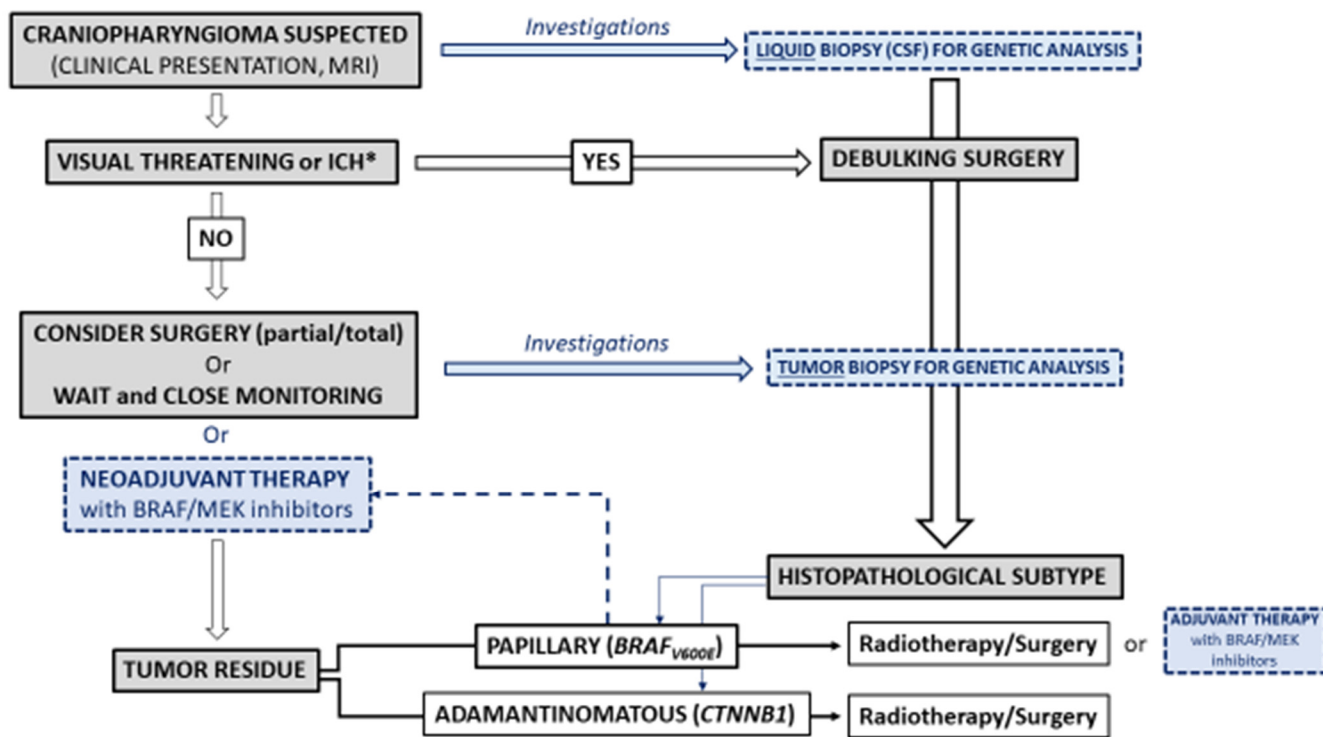 CRANIOPHARYNGIOMA SUSPECTED
(CLINICAL PRESENTATION, MRI)
Investigations
LIQUID BIOPSY (CSF) FOR GENETIC ANALYSIS
VISUAL THREATENING or ICH*
YES
DEBULKING SURGERY
NO
CONSIDER SURGERY (partial/total)
Or
WAIT and CLOSE MONITORING
Investigations
TUMOR BIOPSY FOR GENETIC ANALYSIS
Or
NEOADJUVANT THERAPY
with BRAF/MEK inhibitors
HISTOPATHOLOGICAL SUBTYPE
TUMOR RESIDUE
PAPILLARY (BRAFV600E)
Radiotherapy/Surgery
or
ADJUVANT THERAPY
with BRAF/MEK
inhibitors
ADAMANTINOMATOUS (CTNNB1)
Radiotherapy/Surgery